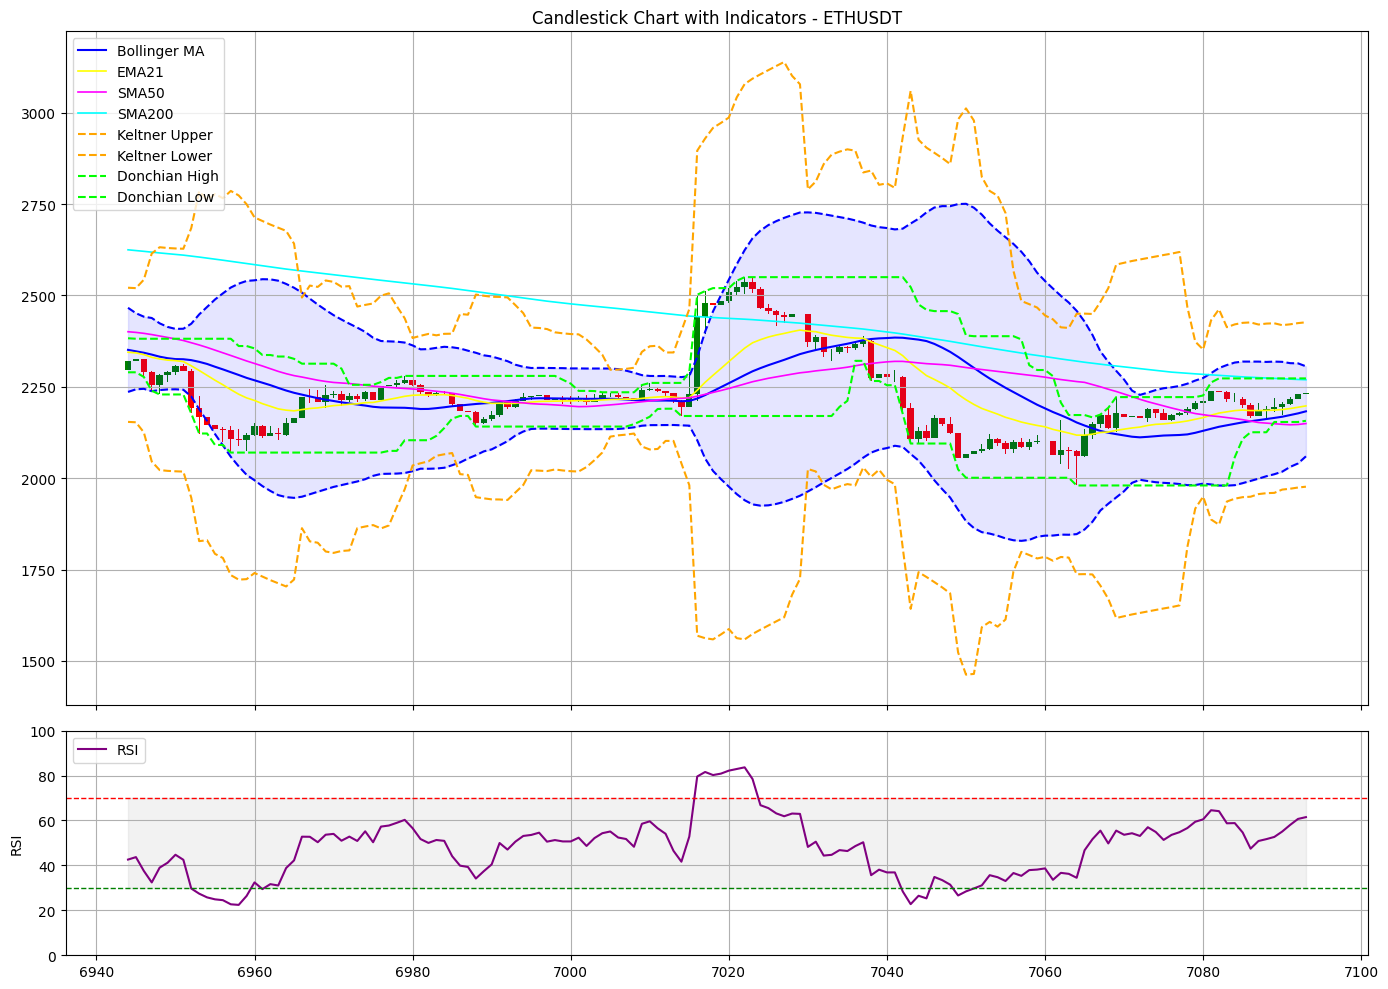 Candlestick Chart with Indicators - ETHUSDT
Bollinger MA
EMA21
SMA50
SMA200
Keltner Upper
Keltner Lower
Donchian High
Donchian Low
3000
2750
2500
2250
2000
1750
1500
RSI
100
80
60
40
20
0
RSI
6940 6960 6980 7000 7020 7040 7060 7080 7100